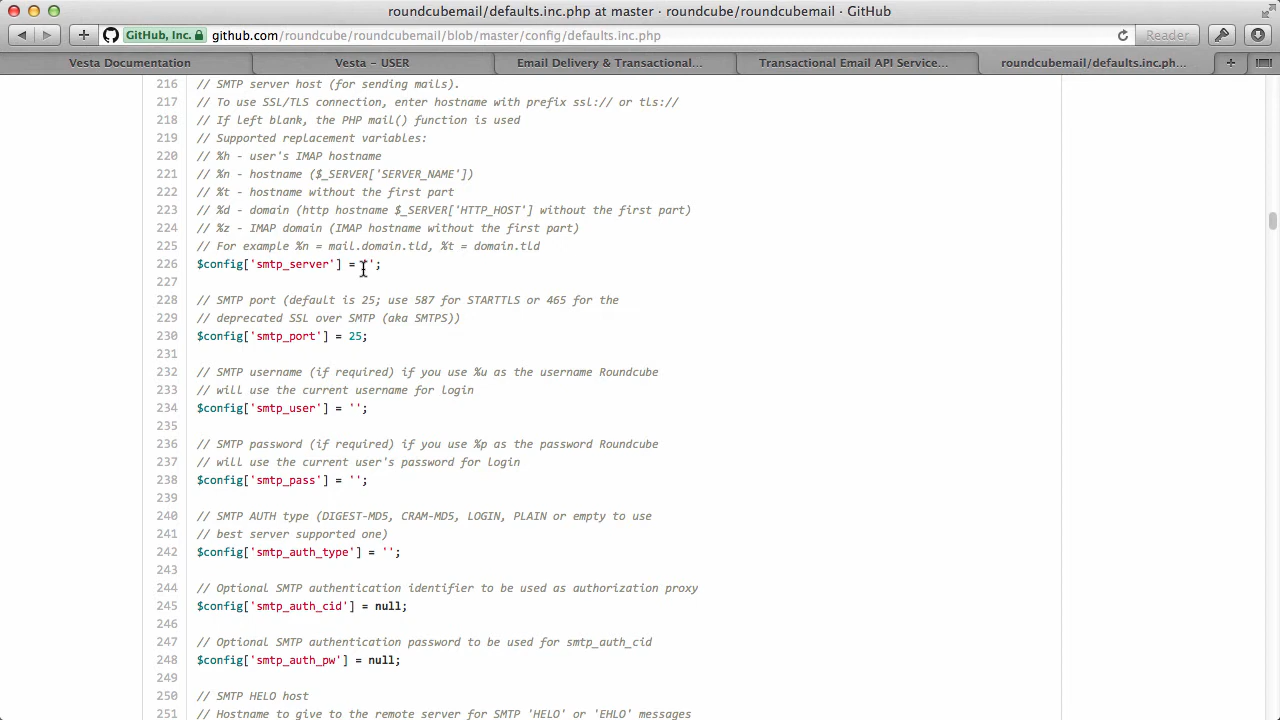 roundcubemail/defaults.inc.php at master · roundcube/roundcubemail · GitHub
GitHub, Inc. github.com/roundcube/roundcubemail/blob/master/config/defaults.inc.php Reader
Vesta Documentation Vesta – USER Email Delivery & Transactional... Transactional Email API Service... roundcubemail/defaults.inc.ph...
216 // SMTP server host (for sending mails).
217 // To use SSL/TLS connection, enter hostname with prefix ssl:// or tls://
218 // If left blank, the PHP mail() function is used
219 // Supported replacement variables:
220 // %h - user's IMAP hostname
221 // %n - hostname ($_SERVER['SERVER_NAME'])
222 // %t - hostname without the first part
223 // %d - domain (http hostname $_SERVER['HTTP_HOST'] without the first part)
224 // %z - IMAP domain (IMAP hostname without the first part)
225 // For example %n = mail.domain.tld, %t = domain.tld
226 $config['smtp_server'] = '';
227
228 // SMTP port (default is 25; use 587 for STARTTLS or 465 for the
229 // deprecated SSL over SMTP (aka SMTPS))
230 $config['smtp_port'] = 25;
231
232 // SMTP username (if required) if you use %u as the username Roundcube
233 // will use the current username for login
234 $config['smtp_user'] = '';
235
236 // SMTP password (if required) if you use %p as the password Roundcube
237 // will use the current user's password for login
238 $config['smtp_pass'] = '';
239
240 // SMTP AUTH type (DIGEST-MD5, CRAM-MD5, LOGIN, PLAIN or empty to use
241 // best server supported one)
242 $config['smtp_auth_type'] = '';
243
244 // Optional SMTP authentication identifier to be used as authorization proxy
245 $config['smtp_auth_cid'] = null;
246
247 // Optional SMTP authentication password to be used for smtp_auth_cid
248 $config['smtp_auth_pw'] = null;
249
250 // SMTP HELO host
251 // Hostname to give to the remote server for SMTP 'HELO' or 'EHLO' messages